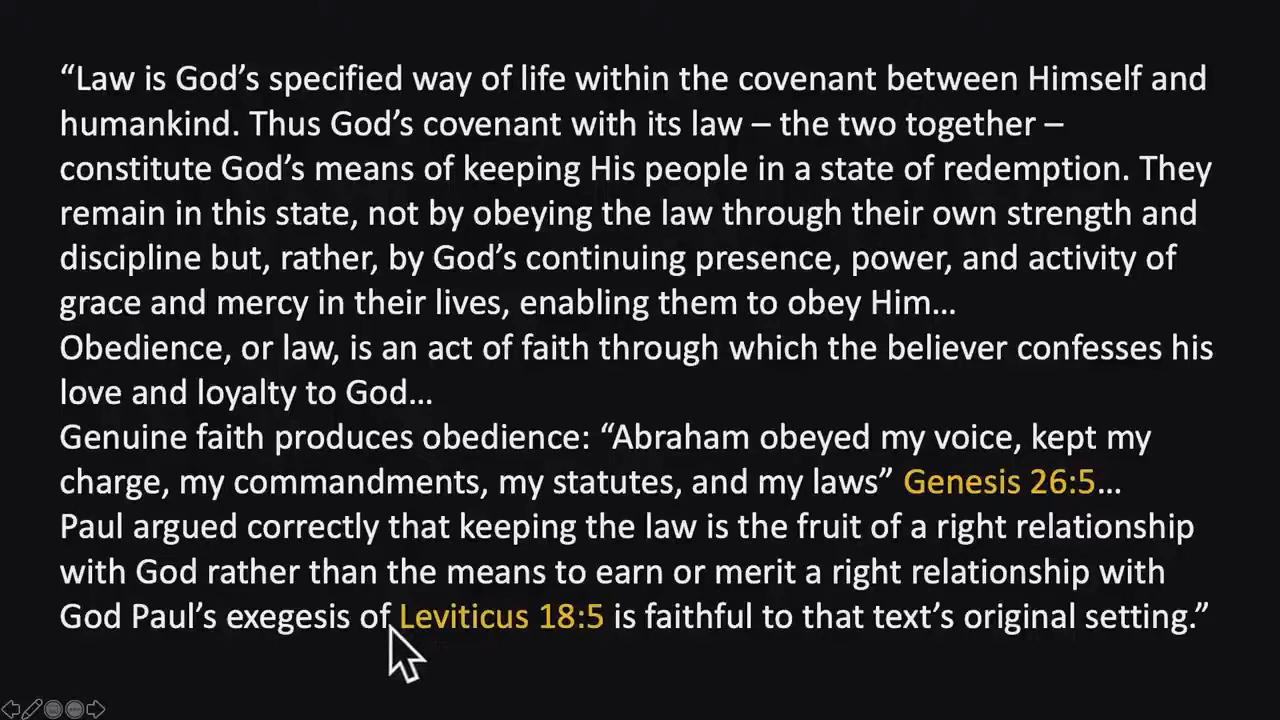 “Law is God’s specified way of life within the covenant between Himself and
humankind. Thus God’s covenant with its law – the two together –
constitute God’s means of keeping His people in a state of redemption. They
remain in this state, not by obeying the law through their own strength and
discipline but, rather, by God’s continuing presence, power, and activity of
grace and mercy in their lives, enabling them to obey Him…
Obedience, or law, is an act of faith through which the believer confesses his
love and loyalty to God…
Genuine faith produces obedience: “Abraham obeyed my voice, kept my
charge, my commandments, my statutes, and my laws” Genesis 26:5…
Paul argued correctly that keeping the law is the fruit of a right relationship
with God rather than the means to earn or merit a right relationship with
God Paul’s exegesis of Leviticus 18:5 is faithful to that text’s original setting.”